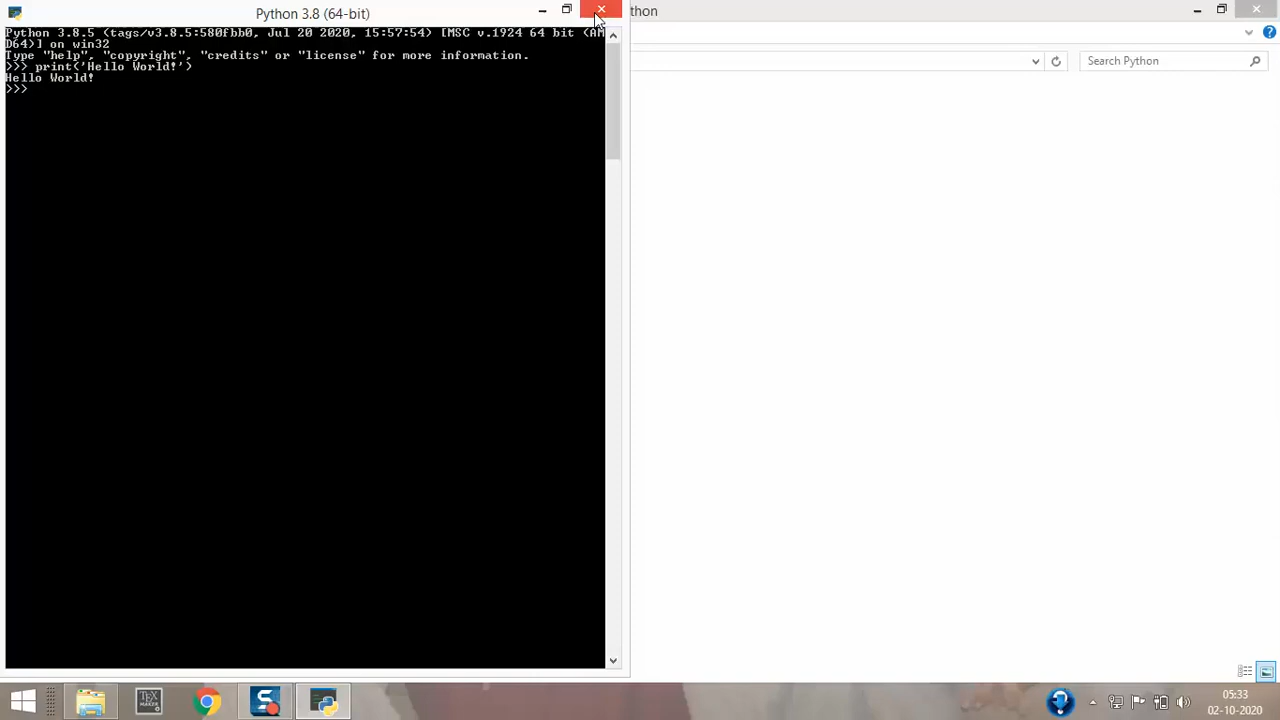 Python 3.8 (64-bit)
thon
Python 3.8.5 (tags/v3.8.5:580fbb0, Jul 20 2020, 15:57:54) [MSC v.1924 64 bit (AM
D64)] on win32
Type "help", "copyright", "credits" or "license" for more information.
>>> print('Hello World!')
Hello World!
>>>
Search Python
TEX
MAKER
05:33
02-10-2020